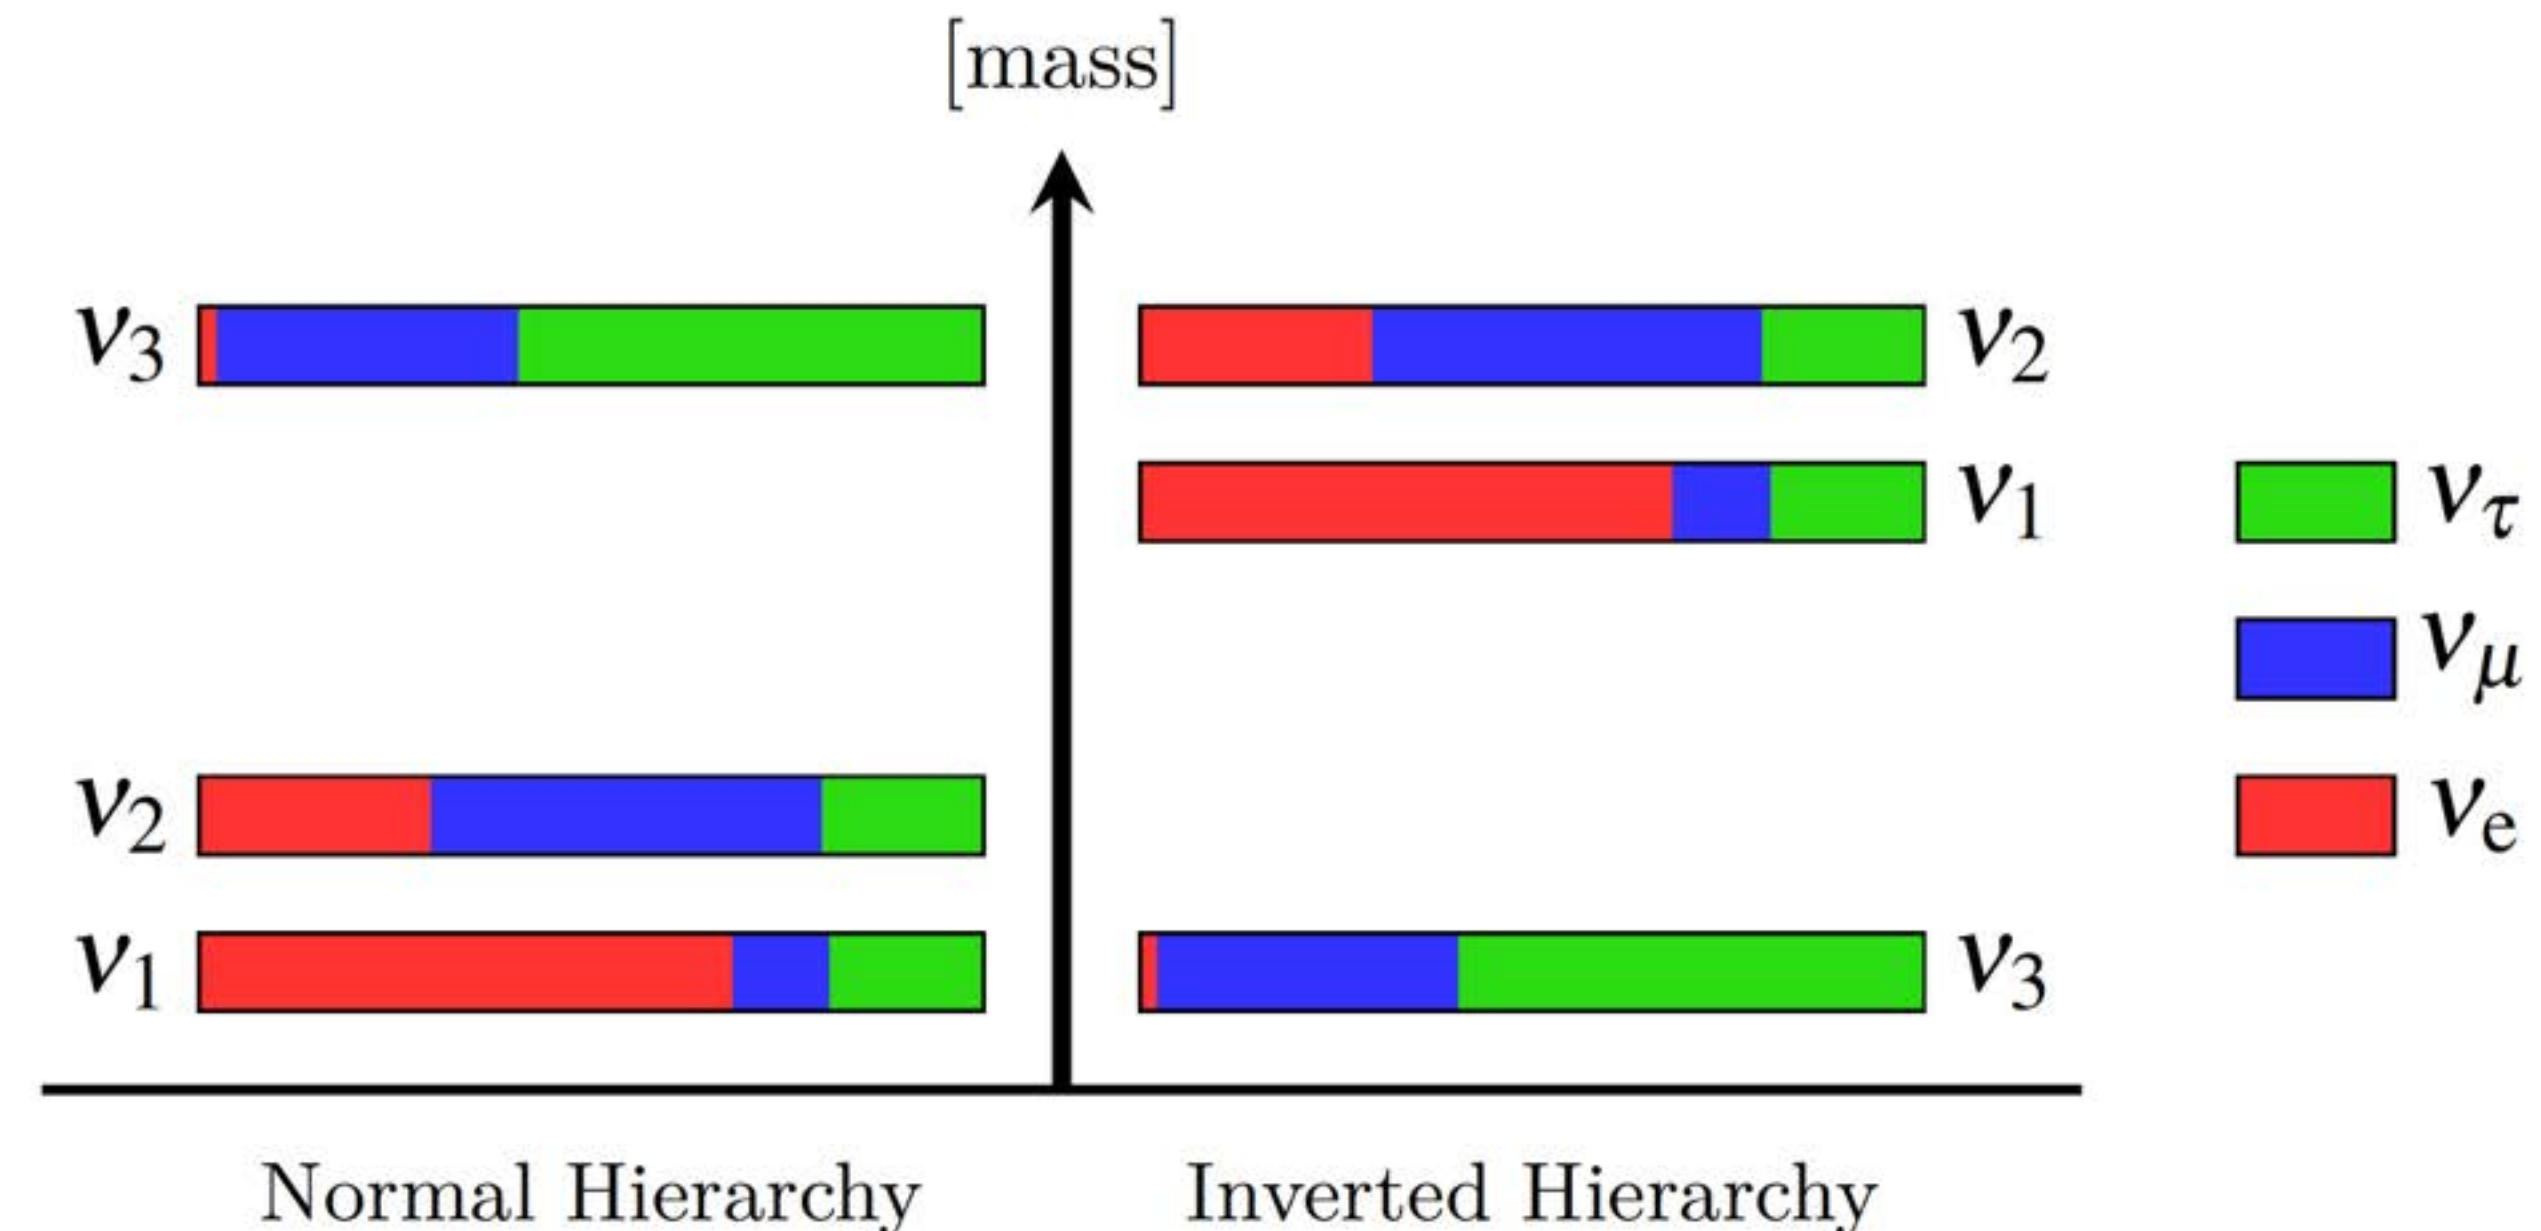 [mass]
ν3
ν2
ν1
ντ
νμ
ν2
νe
ν1
ν3
Normal Hierarchy
Inverted Hierarchy